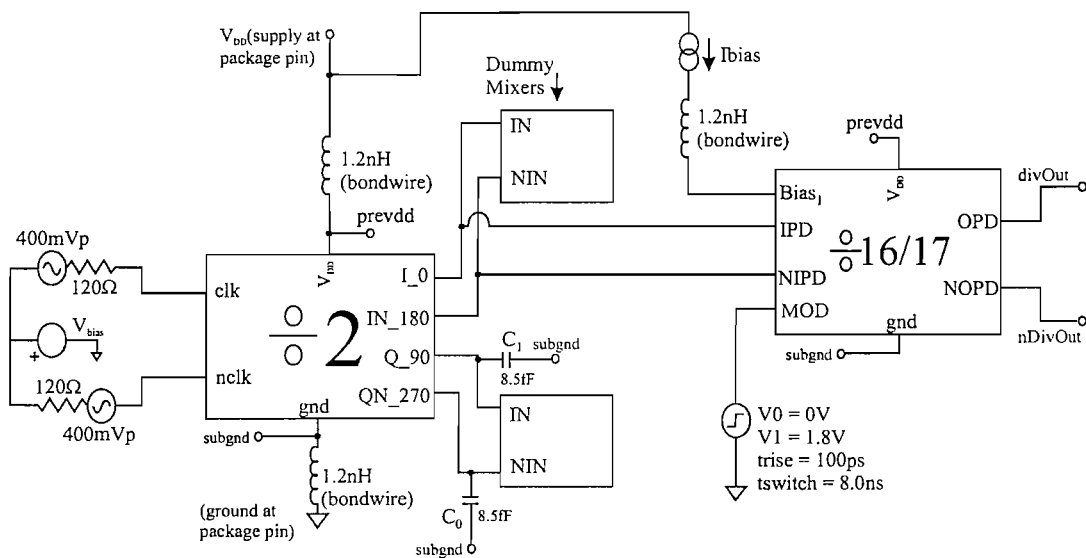 V_DD(supply at
package pin)
Ibias
Dummy
Mixers
IN
NIN
1.2nH
(bondwire)
1.2nH
(bondwire)
prevdd
prevdd
divOut
V_DD
Bias_1
IPD
÷16/17
OPD
NIPD
NOPD
MOD
gnd
nDivOut
subgnd
400mVp
120Ω
V_bias
+
120Ω
400mVp
V_DD
clk
I_0
÷2
IN_180
Q_90
nclk
QN_270
gnd
subgnd
C_1
subgnd
8.5fF
IN
NIN
1.2nH
(bondwire)
(ground at
package pin)
C_0
8.5fF
subgnd
V0 = 0V
V1 = 1.8V
trise = 100ps
tswitch = 8.0ns